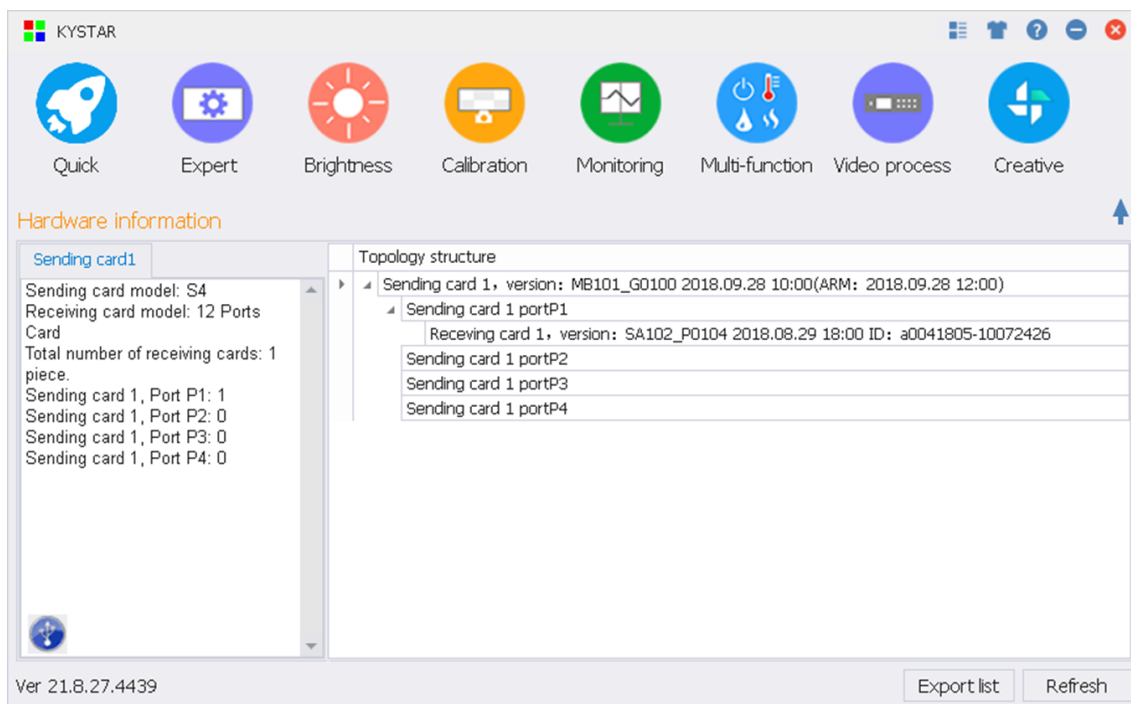 KYSTAR
Quick
Expert
Brightness
Calibration
Monitoring
Multi-function
Video process
Creative
Hardware information
Sending card1
Sending card model: S4
Receiving card model: 12 Ports
Card
Total number of receiving cards: 1
piece.
Sending card 1, Port P1: 1
Sending card 1, Port P2: 0
Sending card 1, Port P3: 0
Sending card 1, Port P4: 0
Topology structure
Sending card 1，version：MB101_G0100 2018.09.28 10:00(ARM：2018.09.28 12:00)
Sending card 1 portP1
Receving card 1，version：SA102_P0104 2018.08.29 18:00 ID：a0041805-10072426
Sending card 1 portP2
Sending card 1 portP3
Sending card 1 portP4
Ver 21.8.27.4439
Export list
Refresh